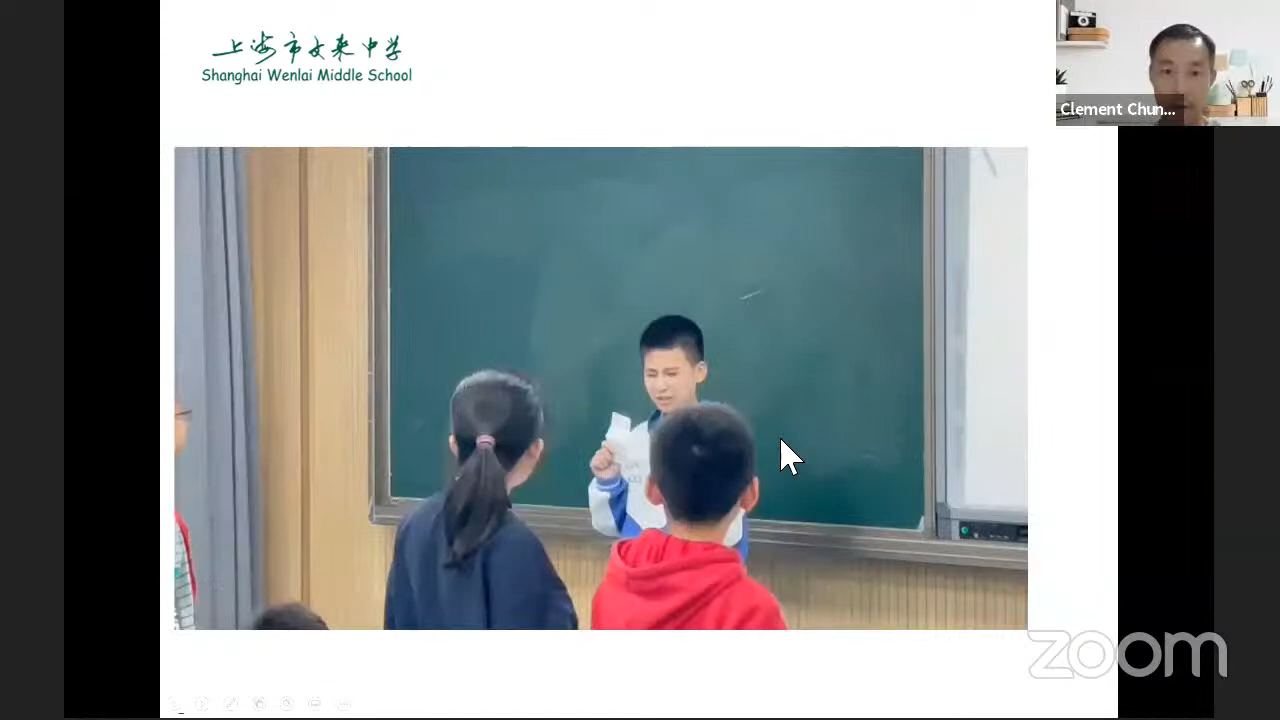 上海市文来中学
Shanghai Wenlai Middle School
Clement Chun...
zoom